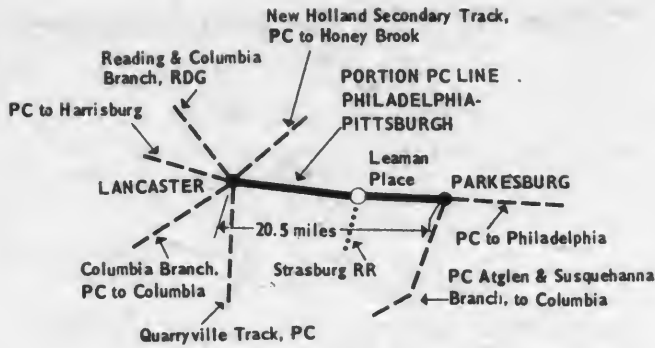 New Holland Secondary Track,
PC to Honey Brook
Reading & Columbia
Branch, RDG
PORTION PC LINE
PHILADELPHIA-
PITTSBURGH
PC to Harrisburg
Leaman
Place
LANCASTER
PARKESBURG
20.5 miles
PC to Philadelphia
Columbia Branch,
PC to Columbia
Strasburg RR
PC Atglen & Susquehanna
Branch, to Columbia
Quarryville Track, PC